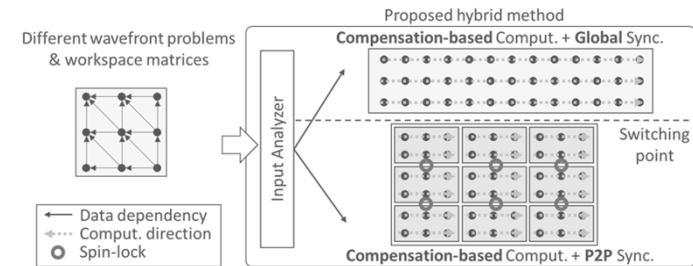 Proposed hybrid method
Different wavefront problems
& workspace matrices
Compensation-based Comput. + Global Sync.
Input Analyzer
Switching
point
Data dependency
Comput. direction
Spin-lock
Compensation-based Comput. + P2P Sync.